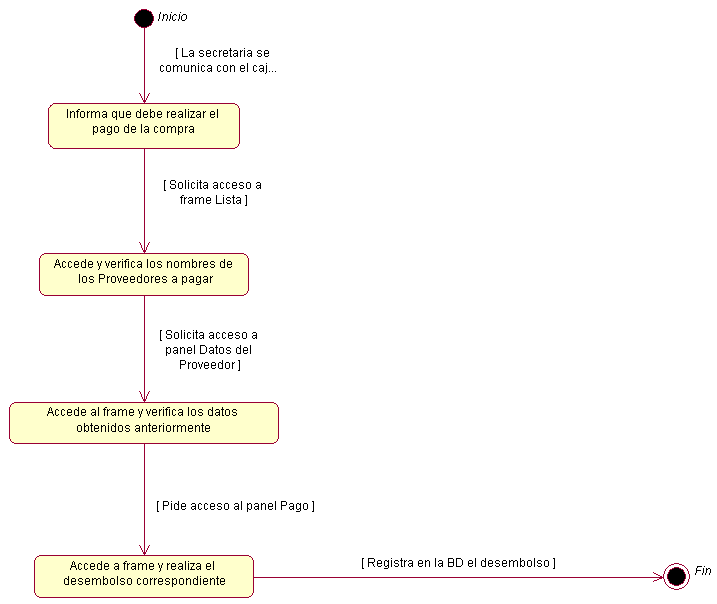 Inicio
[ La secretaria se
comunica con el caj...
Informa que debe realizar el
pago de la compra
[ Solicita acceso a
frame Lista ]
Accede y verifica los nombres de
los Proveedores a pagar
[ Solicita acceso a
panel Datos del
Proveedor ]
Accede al frame y verifica los datos
obtenidos anteriormente
[ Pide acceso al panel Pago ]
Accede a frame y realiza el
desembolso correspondiente
[ Registra en la BD el desembolso ]
Fin